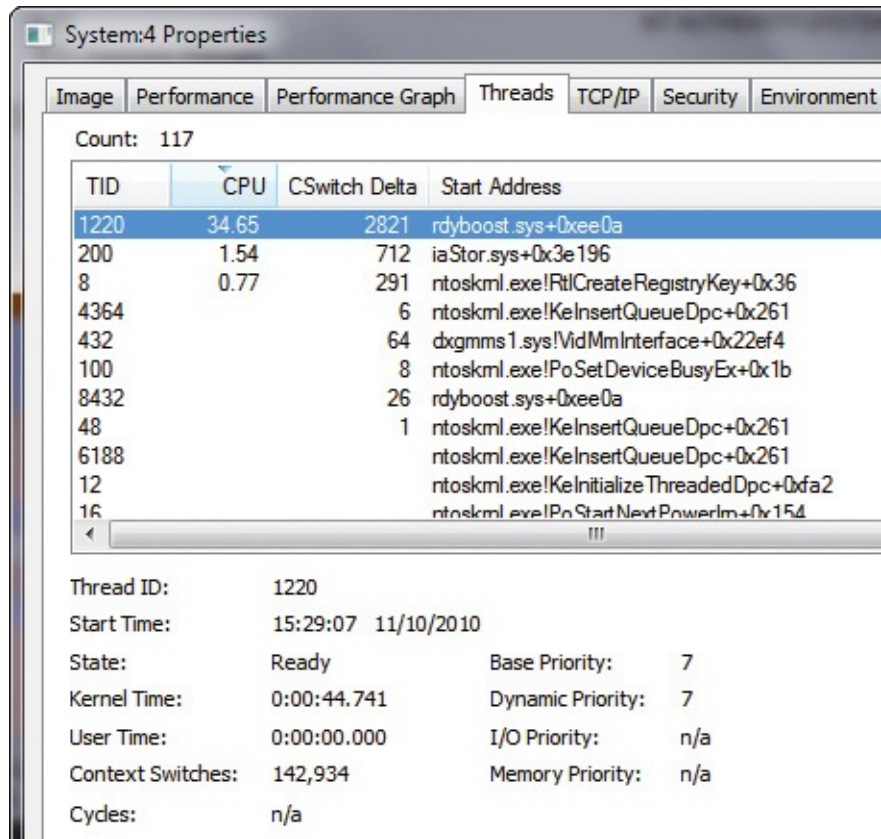 System:4 Properties
Image Performance Performance Graph Threads TCP/IP Security Environment
Count: 117
TID CPU CSwitch Delta Start Address
1220 34.65 2821 rdyboost.sys+0xee0a
200 1.54 712 iaStor.sys+0x3e196
8 0.77 291 ntoskrnl.exe!RtlCreateRegistryKey+0x36
4364 6 ntoskrnl.exe!KeInsertQueueDpc+0x261
432 64 dxgmms1.sys!VidMmInterface+0x22ef4
100 8 ntoskrnl.exe!PoSetDeviceBusyEx+0x1b
8432 26 rdyboost.sys+0xee0a
48 1 ntoskrnl.exe!KeInsertQueueDpc+0x261
6188 ntoskrnl.exe!KeInsertQueueDpc+0x261
12 ntoskrnl.exe!KeInitializeThreadedDpc+0xfa2
16 ntoskrnl.exe!PoStartNextPowerIrp+0x154
Thread ID: 1220
Start Time: 15:29:07 11/10/2010
State: Ready Base Priority: 7
Kernel Time: 0:00:44.741 Dynamic Priority: 7
User Time: 0:00:00.000 I/O Priority: n/a
Context Switches: 142,934 Memory Priority: n/a
Cycles: n/a